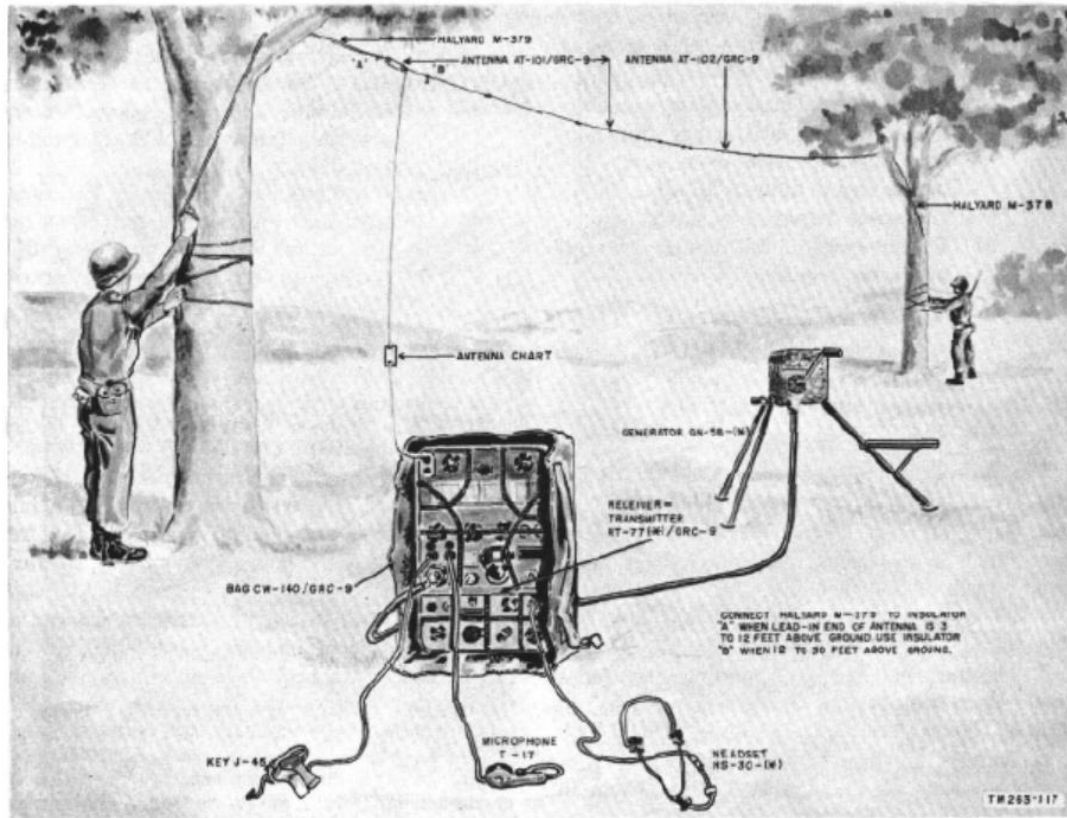 HALYARD M-379
"A"
ANTENNA AT-101/GRC-9
ANTENNA AT-102/GRC-9
"B"
HALYARD M-378
ANTENNA CHART
GENERATOR GN-58-(*)
RECEIVER=
TRANSMITTER
RT-77(*)/GRC-9
BAG CW-140/GRC-9
CONNECT HALYARD M-379 TO INSULATOR
"A" WHEN LEAD-IN END OF ANTENNA IS 3
TO 12 FEET ABOVE GROUND. USE INSULATOR
"B" WHEN 12 TO 30 FEET ABOVE GROUND.
KEY J-45
MICROPHONE
T-17
HEADSET
HS-30-(*)
TM263-117